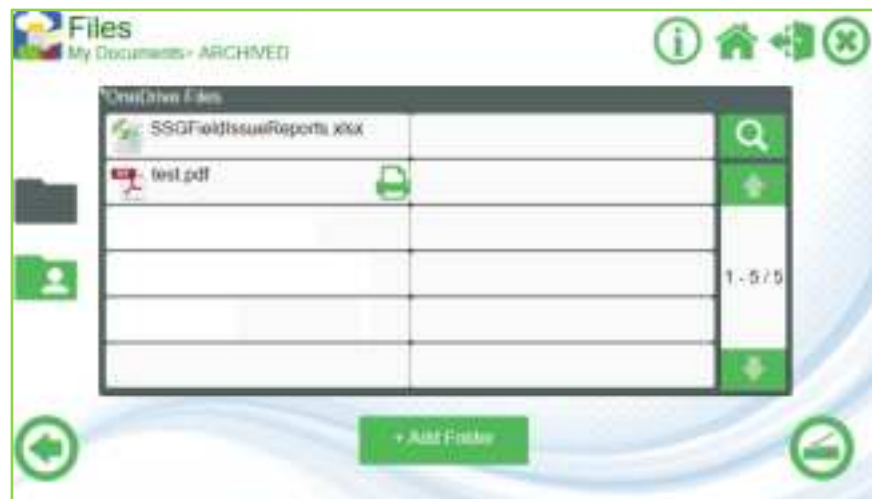 Files
My Documents> ARCHIVED
*OneDrive Files
SSGFieldIssueReports.xlsx
test.pdf
1 - 5 / 5
+ Add Folder